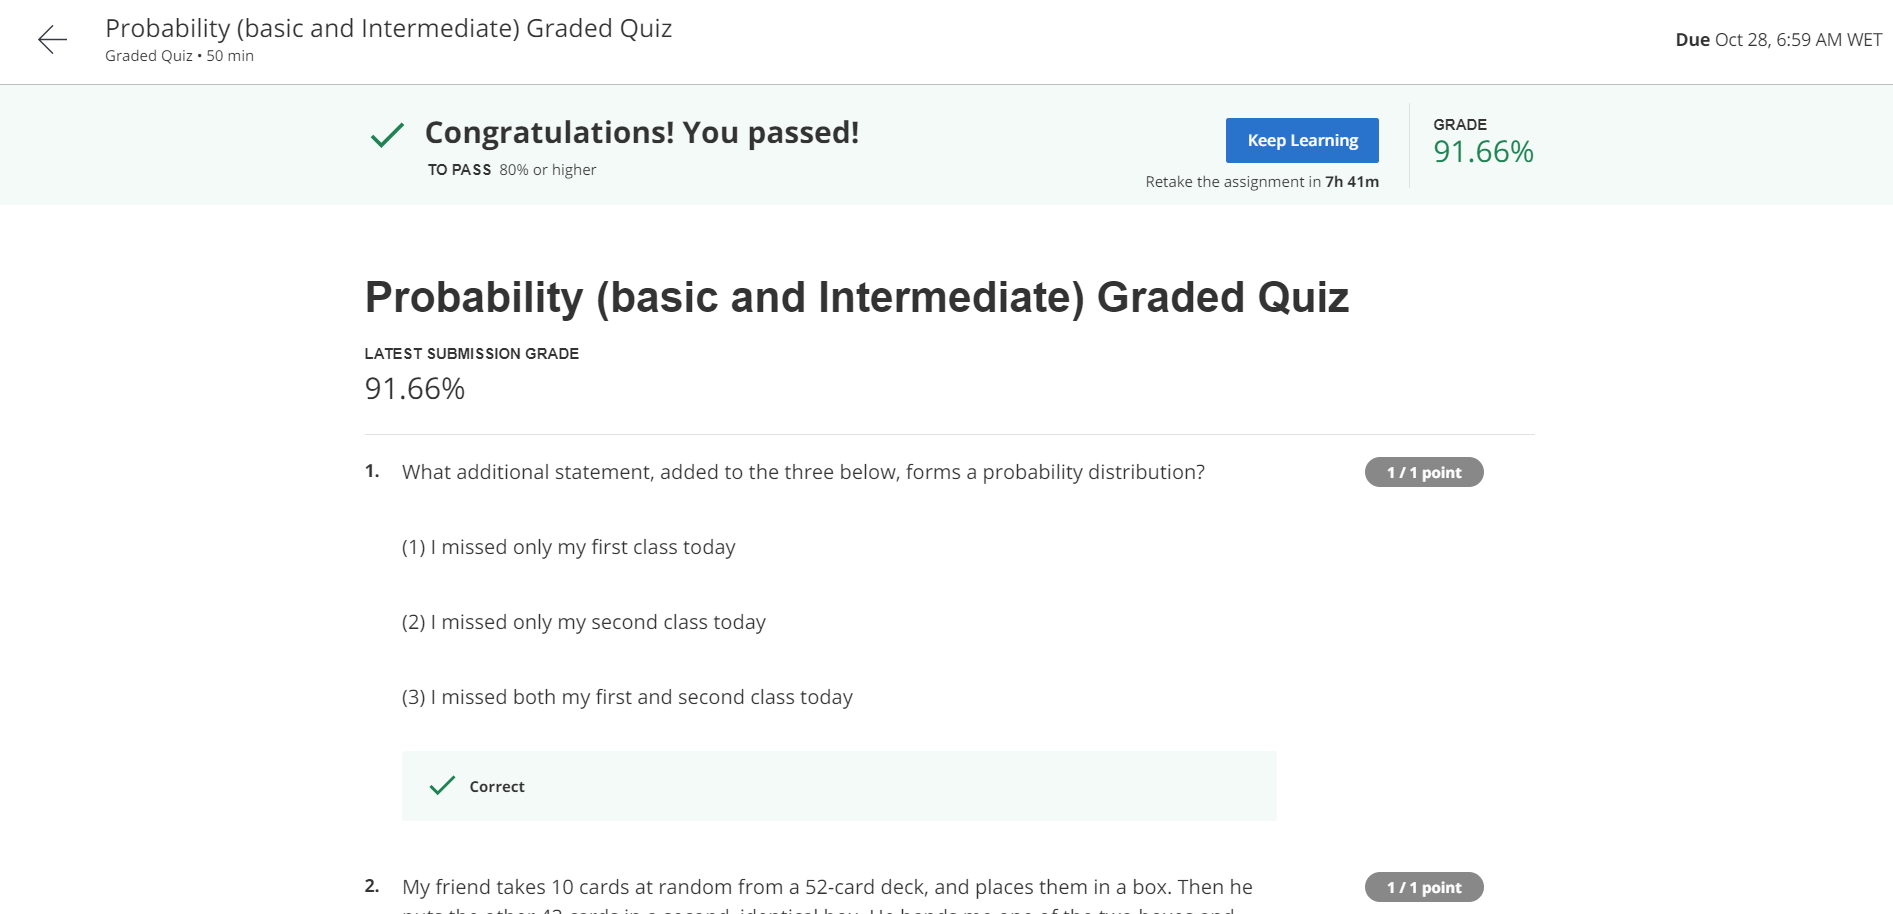 Probability (basic and Intermediate) Graded Quiz
Graded Quiz • 50 min
Due Oct 28, 6:59 AM WET
Congratulations! You passed!
TO PASS 80% or higher
Keep Learning
Retake the assignment in 7h 41m
GRADE
91.66%
Probability (basic and Intermediate) Graded Quiz
LATEST SUBMISSION GRADE
91.66%
1. What additional statement, added to the three below, forms a probability distribution?
1 / 1 point
(1) I missed only my first class today
(2) I missed only my second class today
(3) I missed both my first and second class today
Correct
2. My friend takes 10 cards at random from a 52-card deck, and places them in a box. Then he
1 / 1 point